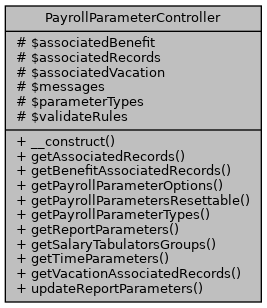 PayrollParameterController
# $associatedBenefit
# $associatedRecords
# $associatedVacation
# $messages
# $parameterTypes
# $validateRules
+ __construct()
+ getAssociatedRecords()
+ getBenefitAssociatedRecords()
+ getPayrollParameterOptions()
+ getPayrollParametersResettable()
+ getPayrollParameterTypes()
+ getReportParameters()
+ getSalaryTabulatorsGroups()
+ getTimeParameters()
+ getVacationAssociatedRecords()
+ updateReportParameters()